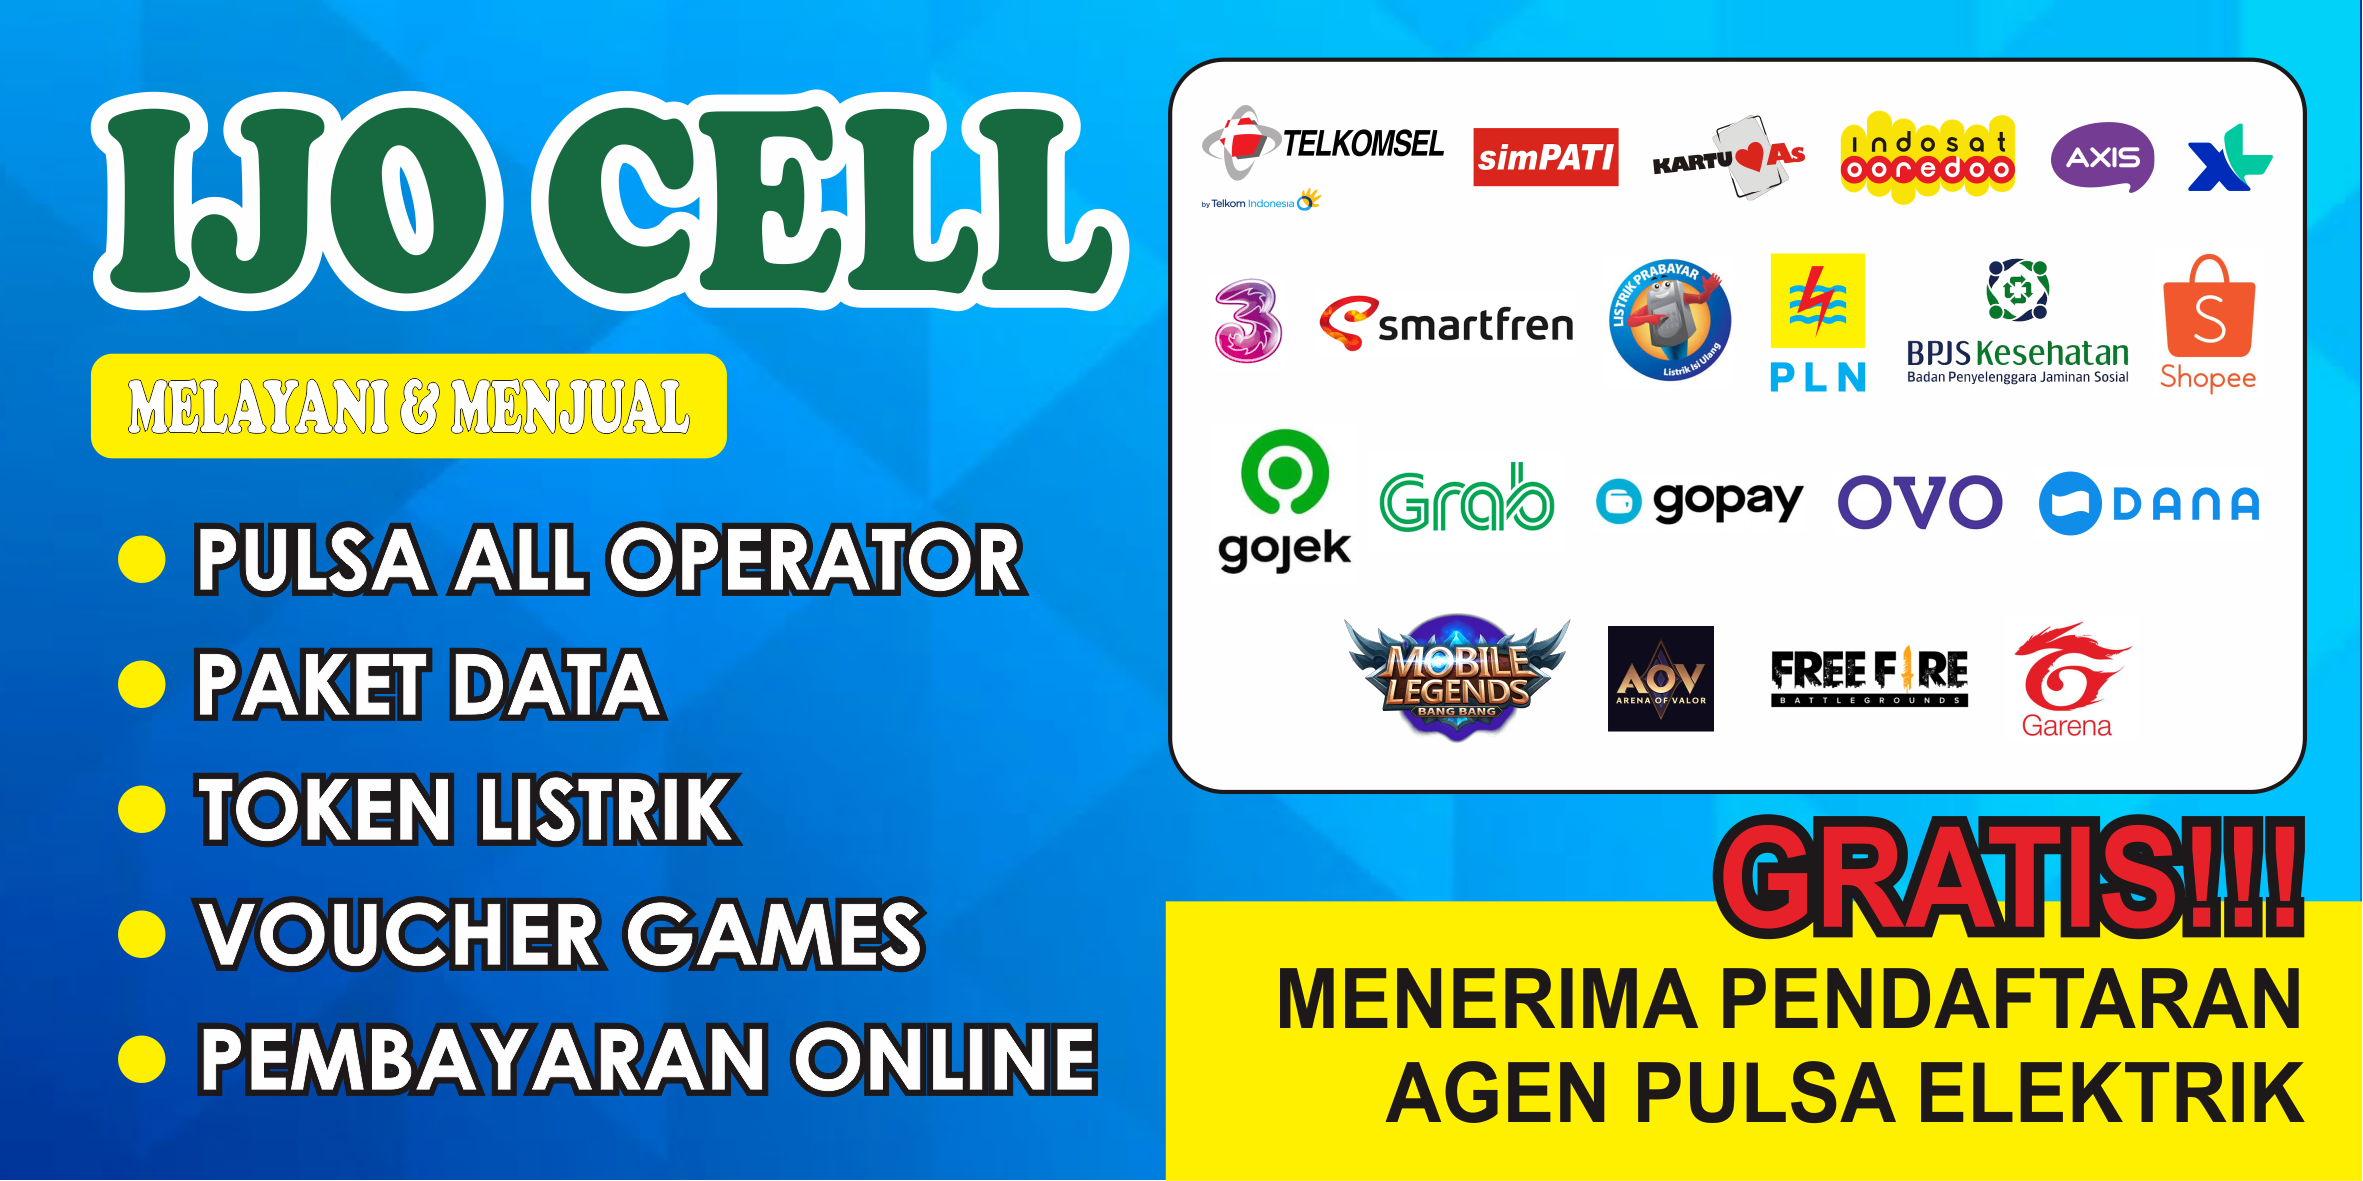 IJO CELL
MELAYANI & MENJUAL
PULSA ALL OPERATOR
PAKET DATA
TOKEN LISTRIK
VOUCHER GAMES
PEMBAYARAN ONLINE
TELKOMSEL
by Telkom Indonesia
simPATI
KARTU As
indosat
ooredoo
AXIS
XL
3
smartfren
LISTRIK PRABAYAR
Listrik Isi Ulang
PLN
BPJS Kesehatan
Badan Penyelenggara Jaminan Sosial
S
Shopee
gojek
Grab
gopay
OVO
DANA
MOBILE
LEGENDS
BANG BANG
AOV
ARENA OF VALOR
FREE FIRE
BATTLEGROUNDS
Garena
GRATIS!!!
MENERIMA PENDAFTARAN
AGEN PULSA ELEKTRIK